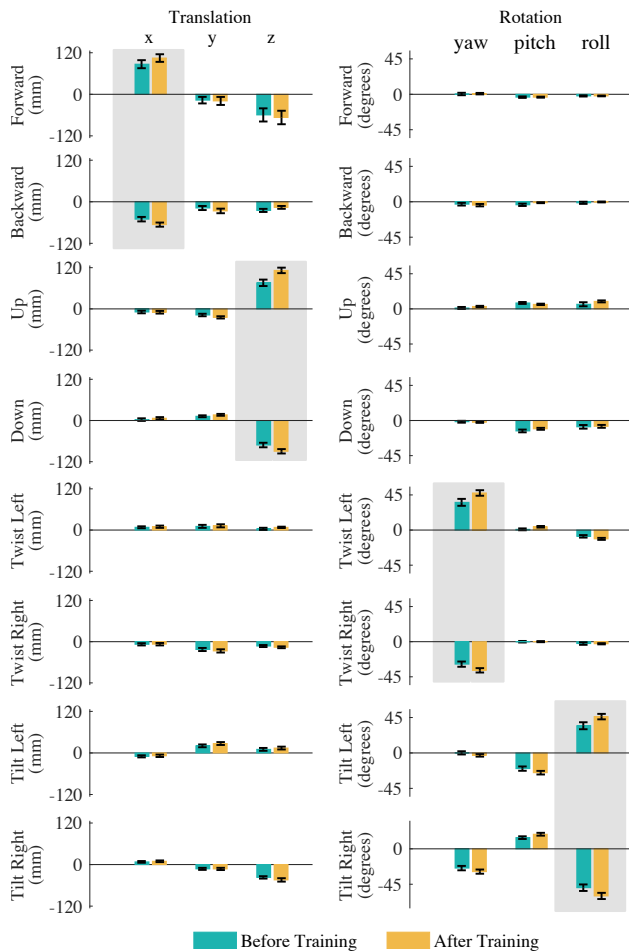 Translation
Rotation
x y z
yaw pitch roll
Forward
(mm)
120
0
-120
Forward
(degrees)
45
0
-45
Backward
(mm)
120
0
-120
Backward
(degrees)
45
0
-45
Up
(mm)
120
0
-120
Up
(degrees)
45
0
-45
Down
(mm)
120
0
-120
Down
(degrees)
45
0
-45
Twist Left
(mm)
120
0
-120
Twist Left
(degrees)
45
0
-45
Twist Right
(mm)
120
0
-120
Twist Right
(degrees)
45
0
-45
Tilt Left
(mm)
120
0
-120
Tilt Left
(degrees)
45
0
-45
Tilt Right
(mm)
120
0
-120
Tilt Right
(degrees)
45
0
-45
Before Training
After Training